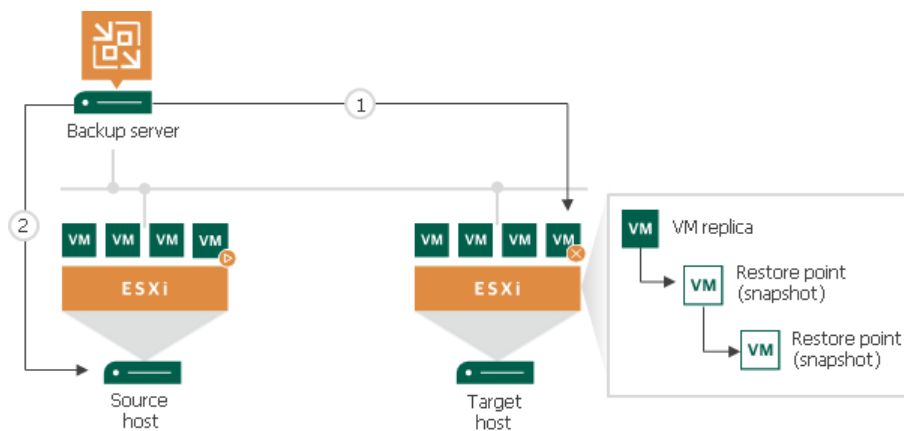 1
Backup server
2
VM VM VM VM
ESXi
Source
host
VM VM VM VM
ESXi
Target
host
VM VM replica
VM Restore point
(snapshot)
VM Restore point
(snapshot)